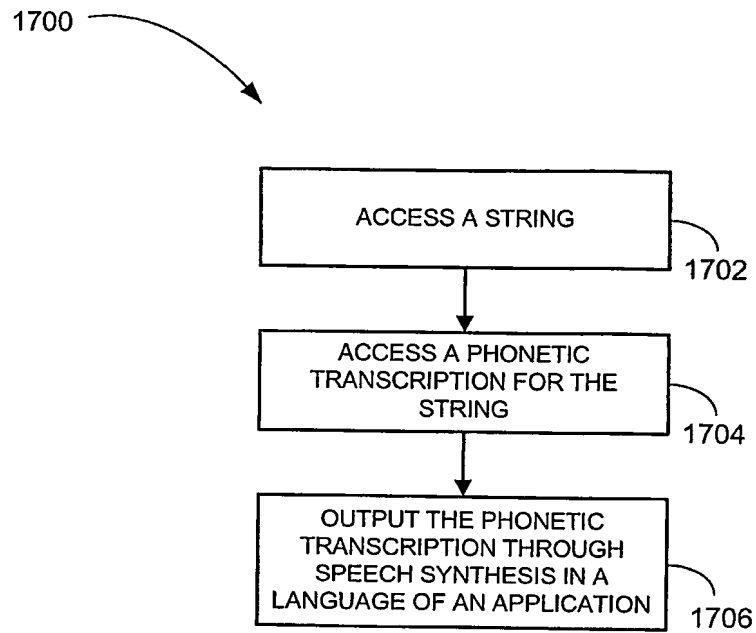 1700
ACCESS A STRING
1702
ACCESS A PHONETIC
TRANSCRIPTION FOR THE
STRING
1704
OUTPUT THE PHONETIC
TRANSCRIPTION THROUGH
SPEECH SYNTHESIS IN A
LANGUAGE OF AN APPLICATION
1706